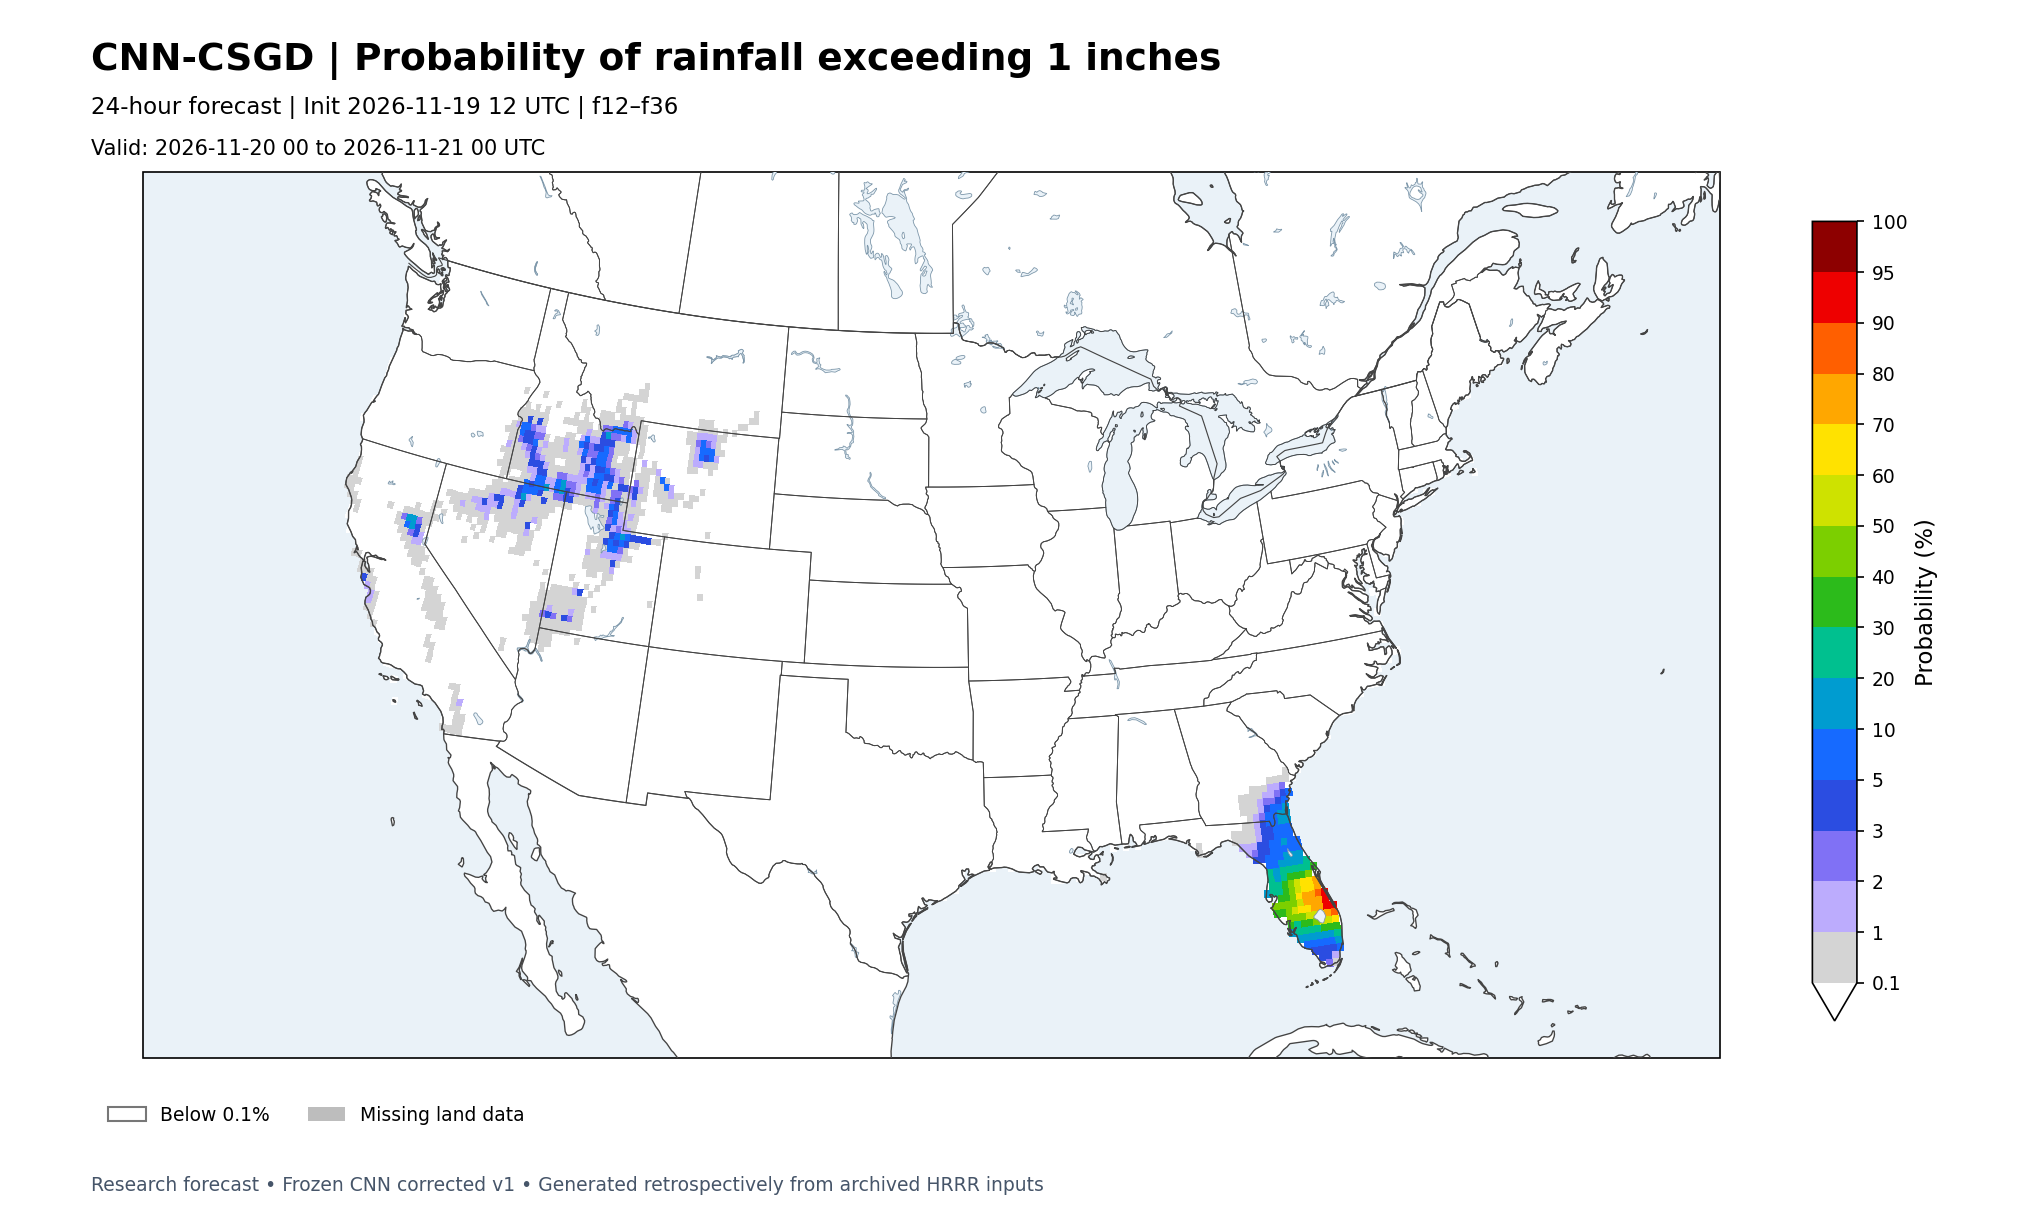 CNN-CSGD | Probability of rainfall exceeding 1 inches
24-hour forecast | Init 2026-11-19 12 UTC | f12–f36
Valid: 2026-11-20 00 to 2026-11-21 00 UTC
100
95
90
80
70
60
50
40
30
20
10
5
3
2
1
0.1
Probability (%)
Below 0.1%
Missing land data
Research forecast • Frozen CNN corrected v1 • Generated retrospectively from archived HRRR inputs